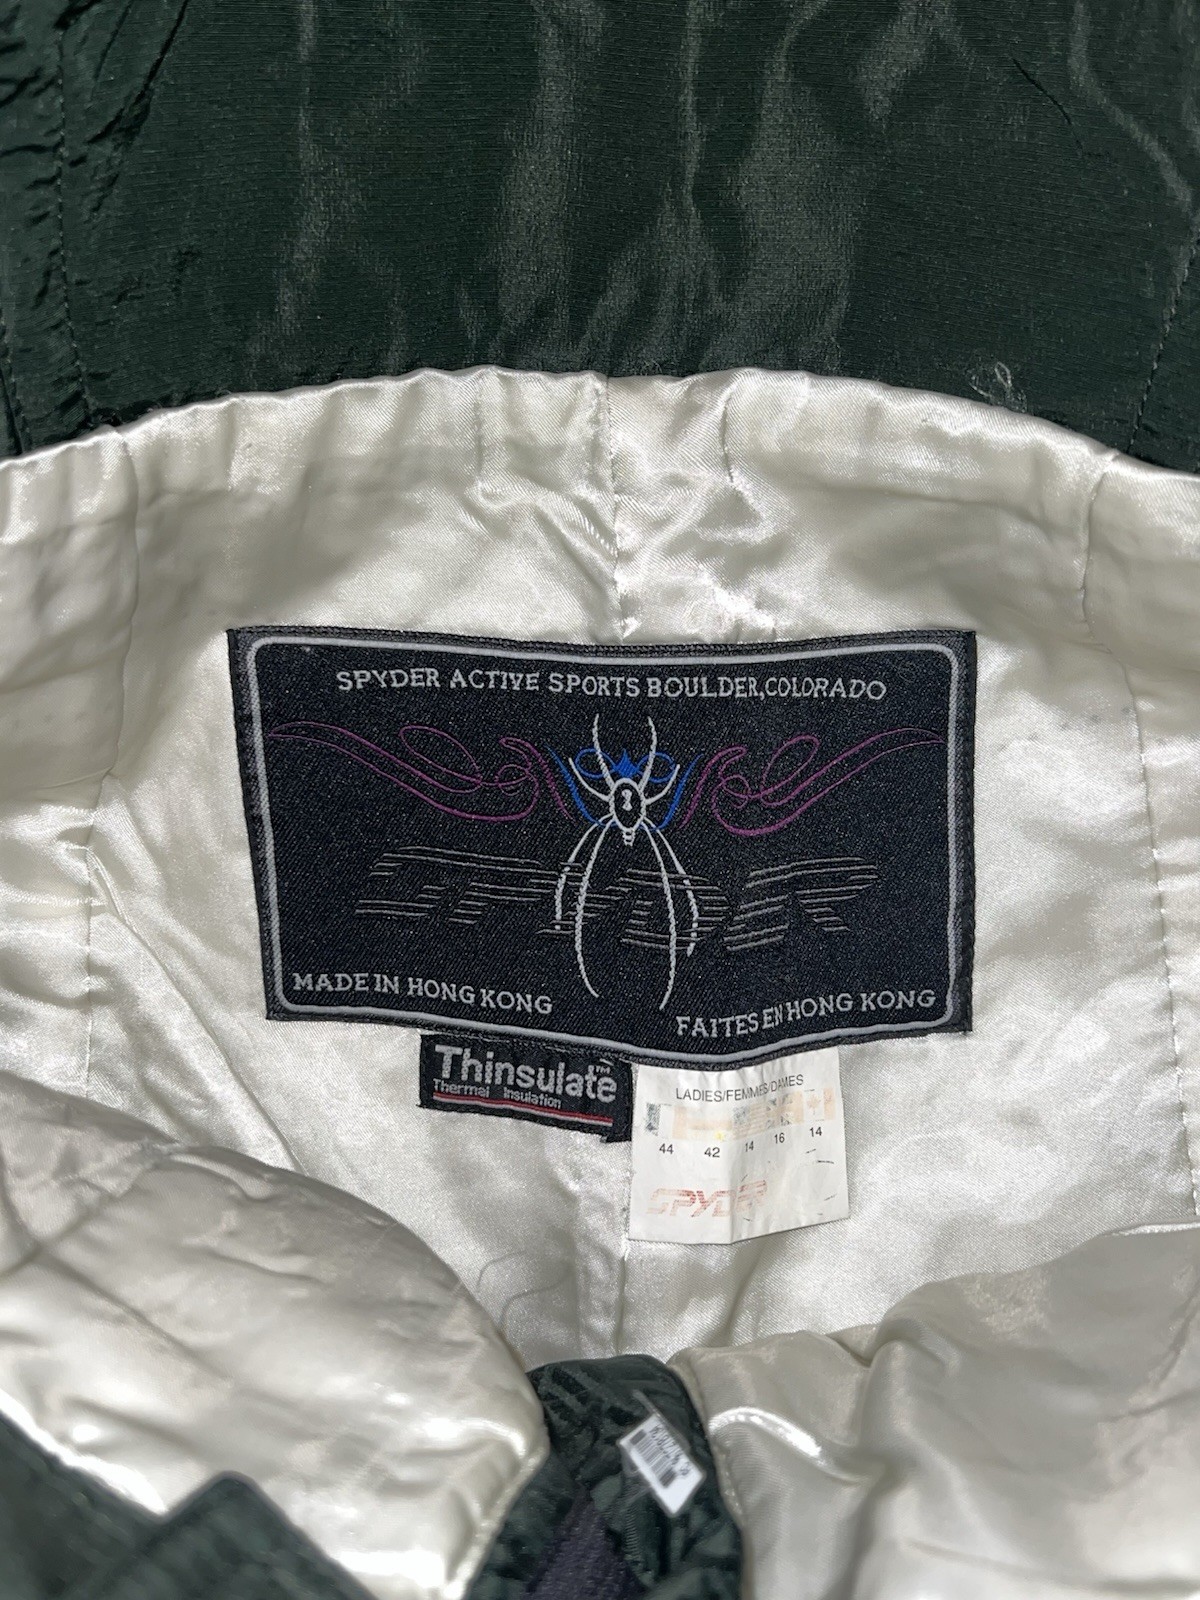 SPYDER ACTIVE SPORTS BOULDER,COLORADO
SPYDER
MADE IN HONG KONG
FAITES EN HONG KONG
Thinsulate™
Thermal Insulation
LADIES/FEMMES/DAMES
44 42 14 16 14
SPYDER